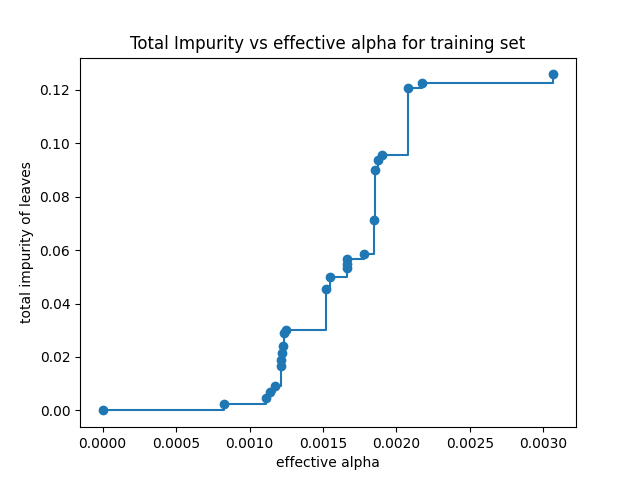 Total Impurity vs effective alpha for training set
total impurity of leaves
0.12
0.10
0.08
0.06
0.04
0.02
0.00
0.0000 0.0005 0.0010 0.0015 0.0020 0.0025 0.0030
effective alpha